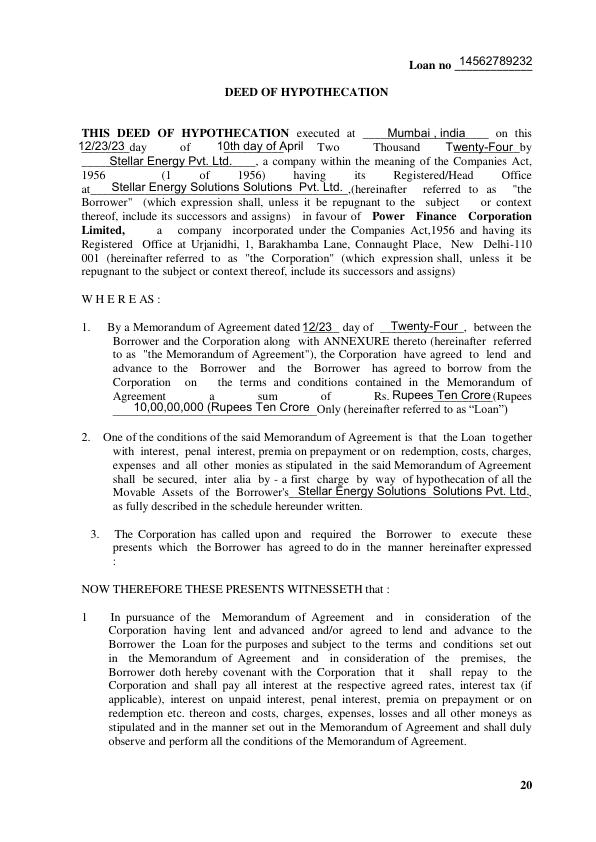 Loan no 14562789232
DEED OF HYPOTHECATION
THIS DEED OF HYPOTHECATION executed at Mumbai , india on this
12/23/23 day of 10th day of April Two Thousand Twenty-Four by
Stellar Energy Pvt. Ltd. , a company within the meaning of the Companies Act,
1956 (1 of 1956) having its Registered/Head Office
at Stellar Energy Solutions Solutions Pvt. Ltd. ,(hereinafter referred to as "the
Borrower" (which expression shall, unless it be repugnant to the subject or context
thereof, include its successors and assigns) in favour of Power Finance Corporation
Limited, a company incorporated under the Companies Act,1956 and having its
Registered Office at Urjanidhi, 1, Barakhamba Lane, Connaught Place, New Delhi-110
001 (hereinafter referred to as "the Corporation" (which expression shall, unless it be
repugnant to the subject or context thereof, include its successors and assigns)
W H E R E AS :
1. By a Memorandum of Agreement dated 12/23 day of Twenty-Four , between the
Borrower and the Corporation along with ANNEXURE thereto (hereinafter referred
to as "the Memorandum of Agreement"), the Corporation have agreed to lend and
advance to the Borrower and the Borrower has agreed to borrow from the
Corporation on the terms and conditions contained in the Memorandum of
Agreement a sum of Rs. Rupees Ten Crore (Rupees
10,00,00,000 (Rupees Ten Crore Only (hereinafter referred to as “Loan”)
2. One of the conditions of the said Memorandum of Agreement is that the Loan together
with interest, penal interest, premia on prepayment or on redemption, costs, charges,
expenses and all other monies as stipulated in the said Memorandum of Agreement
shall be secured, inter alia by - a first charge by way of hypothecation of all the
Movable Assets of the Borrower's Stellar Energy Solutions Solutions Pvt. Ltd.,
as fully described in the schedule hereunder written.
3. The Corporation has called upon and required the Borrower to execute these
presents which the Borrower has agreed to do in the manner hereinafter expressed
:
NOW THEREFORE THESE PRESENTS WITNESSETH that :
1 In pursuance of the Memorandum of Agreement and in consideration of the
Corporation having lent and advanced and/or agreed to lend and advance to the
Borrower the Loan for the purposes and subject to the terms and conditions set out
in the Memorandum of Agreement and in consideration of the premises, the
Borrower doth hereby covenant with the Corporation that it shall repay to the
Corporation and shall pay all interest at the respective agreed rates, interest tax (if
applicable), interest on unpaid interest, penal interest, premia on prepayment or on
redemption etc. thereon and costs, charges, expenses, losses and all other moneys as
stipulated and in the manner set out in the Memorandum of Agreement and shall duly
observe and perform all the conditions of the Memorandum of Agreement.
20